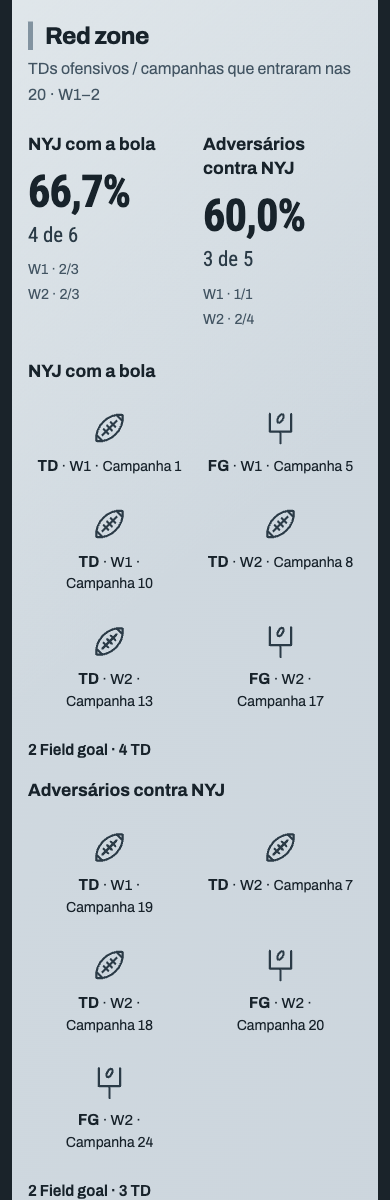 Red zone
TDs ofensivos / campanhas que entraram nas
20 · W1–2
NYJ com a bola
66,7%
4 de 6
W1 · 2/3
W2 · 2/3
Adversários
contra NYJ
60,0%
3 de 5
W1 · 1/1
W2 · 2/4
NYJ com a bola
TD · W1 · Campanha 1
FG · W1 · Campanha 5
TD · W1 ·
Campanha 10
TD · W2 · Campanha 8
TD · W2 ·
Campanha 13
FG · W2 ·
Campanha 17
2 Field goal · 4 TD
Adversários contra NYJ
TD · W1 ·
Campanha 19
TD · W2 · Campanha 7
TD · W2 ·
Campanha 18
FG · W2 ·
Campanha 20
FG · W2 ·
Campanha 24
2 Field goal · 3 TD